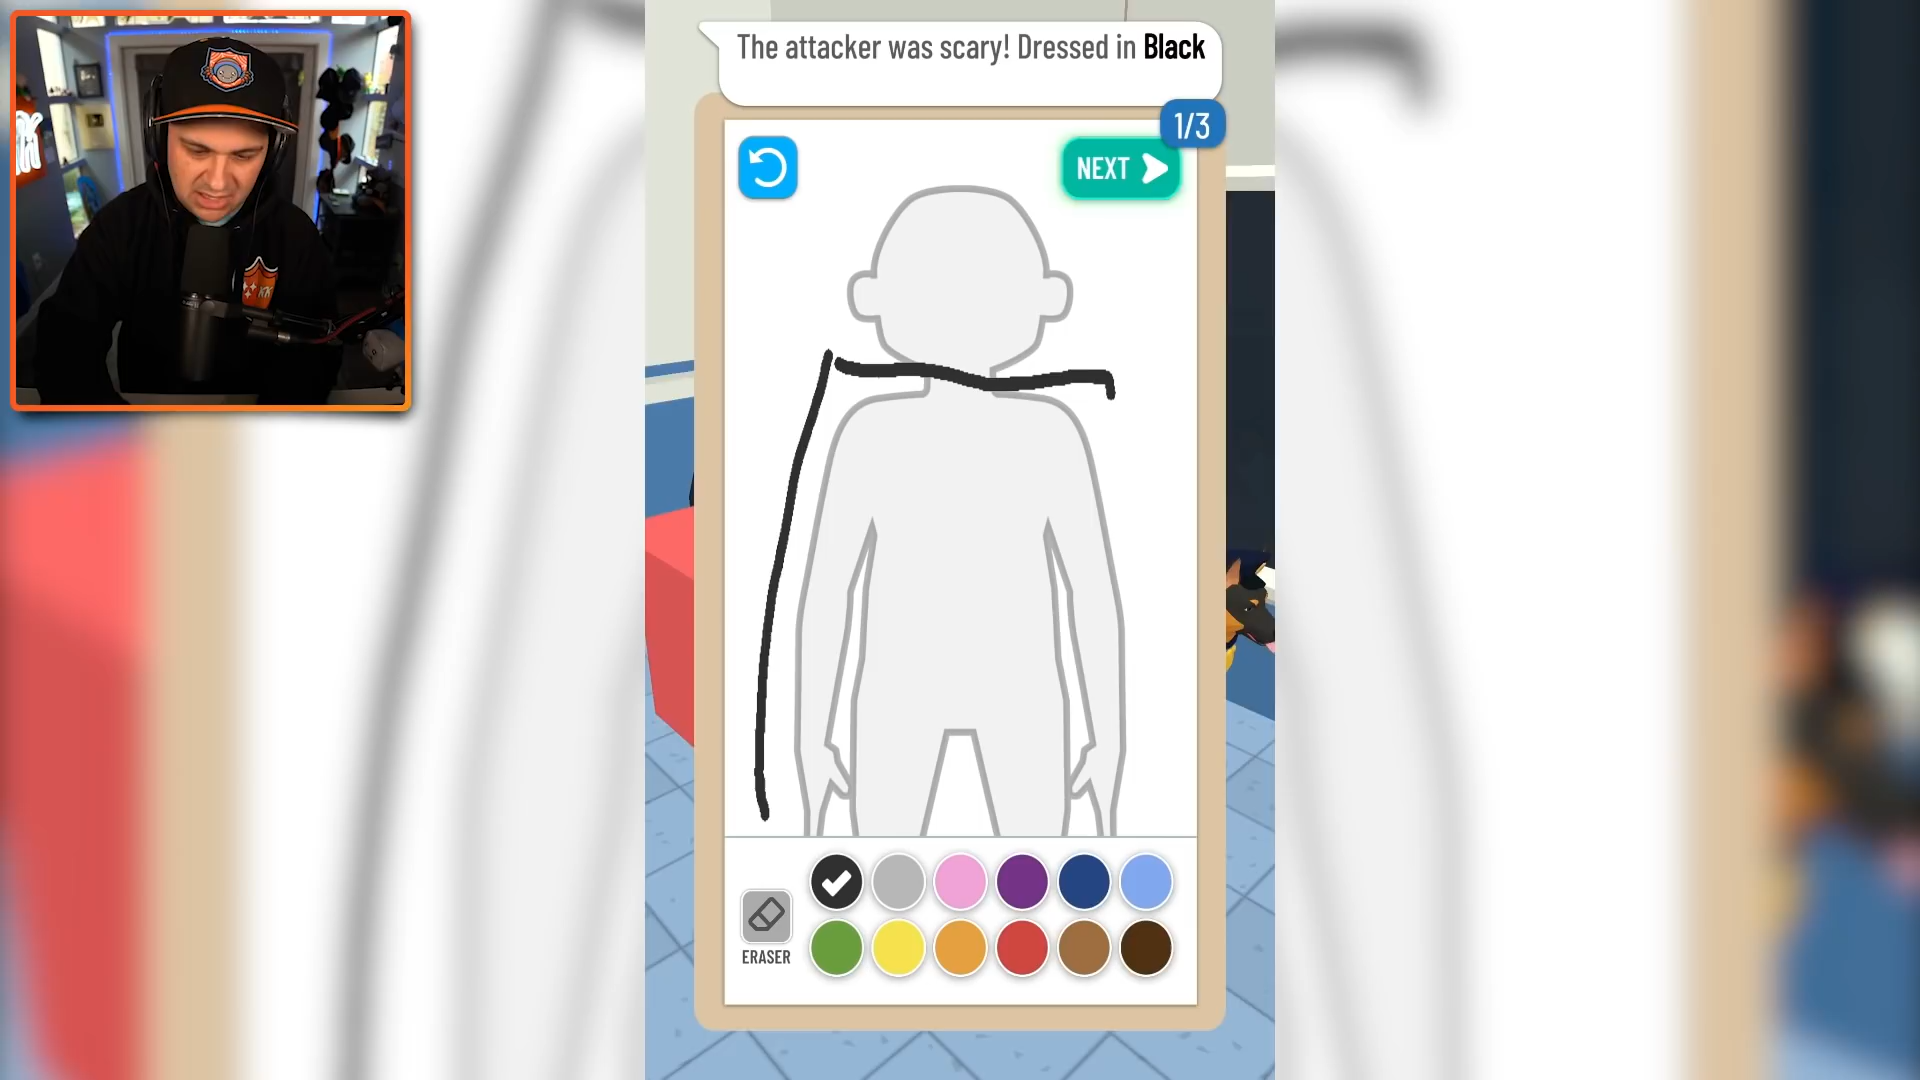 The attacker was scary! Dressed in Black
1/3
NEXT
ERASER